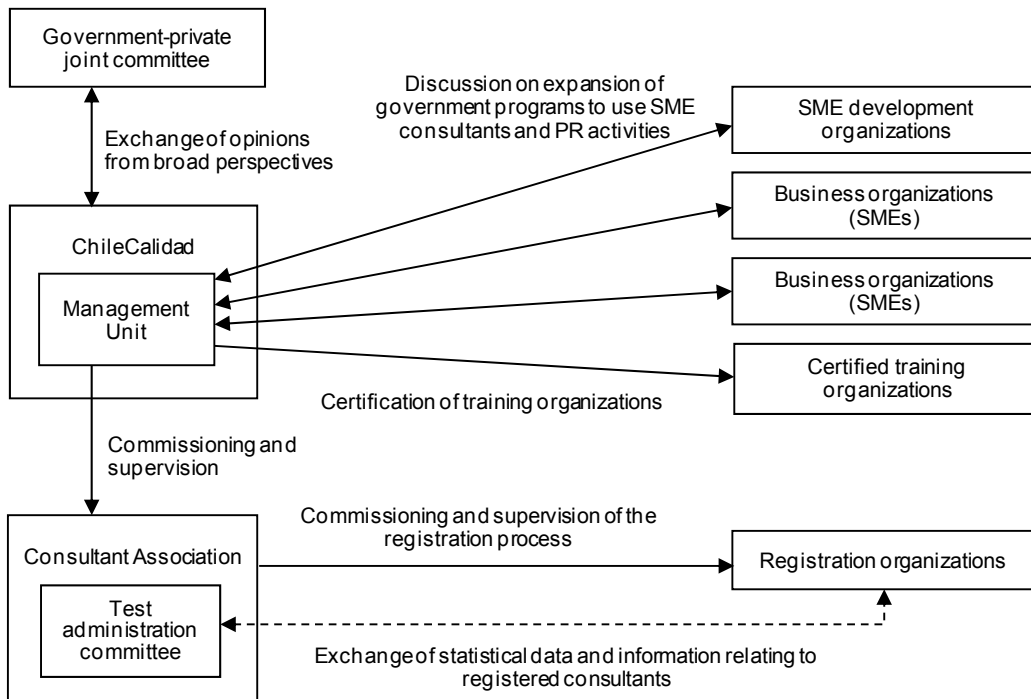 Government-private
joint committee
Discussion on expansion of
government programs to use SME
consultants and PR activities
SME development
organizations
Exchange of opinions
from broad perspectives
Business organizations
(SMEs)
ChileCalidad
Management
Unit
Business organizations
(SMEs)
Certified training
organizations
Certification of training organizations
Commissioning and
supervision
Commissioning and supervision of the
registration process
Consultant Association
Registration organizations
Test
administration
committee
Exchange of statistical data and information relating to
registered consultants